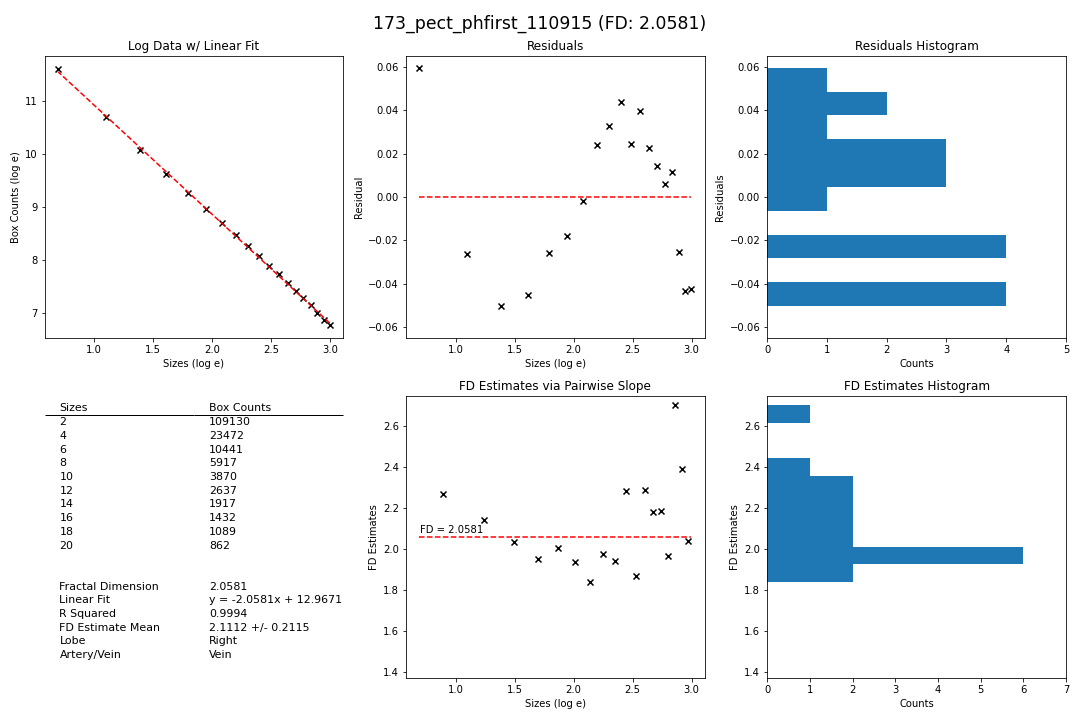 173_pect_phfirst_110915 (FD: 2.0581)
Log Data w/ Linear Fit
Box Counts (log e)
11
10
9
8
7
1.0 1.5 2.0 2.5 3.0
Sizes (log e)
Residuals
Residual
0.06
0.04
0.02
0.00
−0.02
−0.04
−0.06
1.0 1.5 2.0 2.5 3.0
Sizes (log e)
Residuals Histogram
Residuals
0.06
0.04
0.02
0.00
−0.02
−0.04
−0.06
0 1 2 3 4 5
Counts
Sizes Box Counts
2 109130
4 23472
6 10441
8 5917
10 3870
12 2637
14 1917
16 1432
18 1089
20 862
Fractal Dimension 2.0581
Linear Fit y = -2.0581x + 12.9671
R Squared 0.9994
FD Estimate Mean 2.1112 +/- 0.2115
Lobe Right
Artery/Vein Vein
FD Estimates via Pairwise Slope
FD Estimates
2.6
2.4
2.2
2.0
1.8
1.6
1.4
FD = 2.0581
1.0 1.5 2.0 2.5 3.0
Sizes (log e)
FD Estimates Histogram
FD Estimates
2.6
2.4
2.2
2.0
1.8
1.6
1.4
0 1 2 3 4 5 6 7
Counts